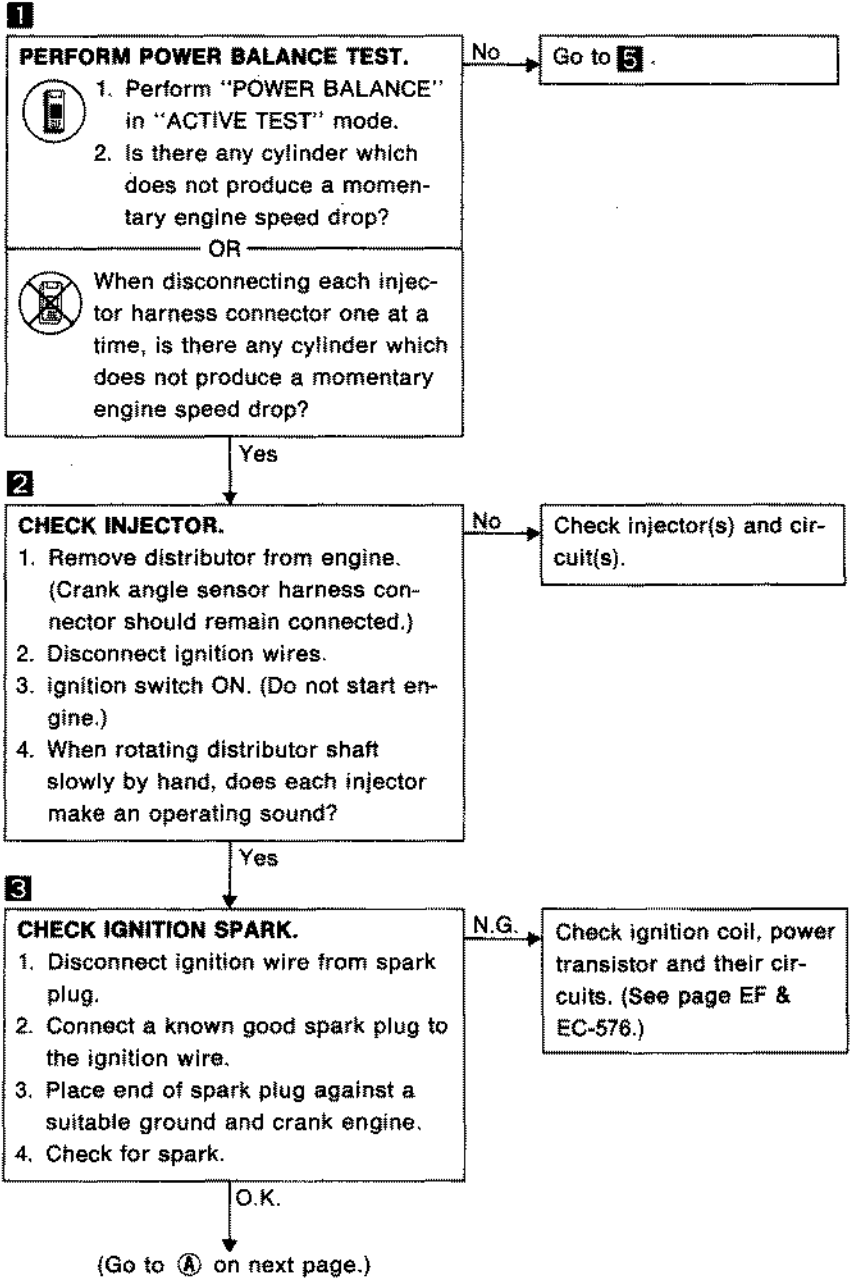 1
PERFORM POWER BALANCE TEST.
1. Perform "POWER BALANCE"
in "ACTIVE TEST" mode.
2. Is there any cylinder which
does not produce a momen-
tary engine speed drop?
OR
When disconnecting each injec-
tor harness connector one at a
time, is there any cylinder which
does not produce a momentary
engine speed drop?
No
Go to 5 .
Yes
2
CHECK INJECTOR.
1. Remove distributor from engine.
(Crank angle sensor harness con-
nector should remain connected.)
2. Disconnect ignition wires.
3. ignition switch ON. (Do not start en-
gine.)
4. When rotating distributor shaft
slowly by hand, does each injector
make an operating sound?
No
Check injector(s) and cir-
cuit(s).
Yes
3
CHECK IGNITION SPARK.
1. Disconnect ignition wire from spark
plug.
2. Connect a known good spark plug to
the ignition wire.
3. Place end of spark plug against a
suitable ground and crank engine.
4. Check for spark.
N.G.
Check ignition coil, power
transistor and their cir-
cuits. (See page EF &
EC-576.)
O.K.
(Go to Ⓐ on next page.)